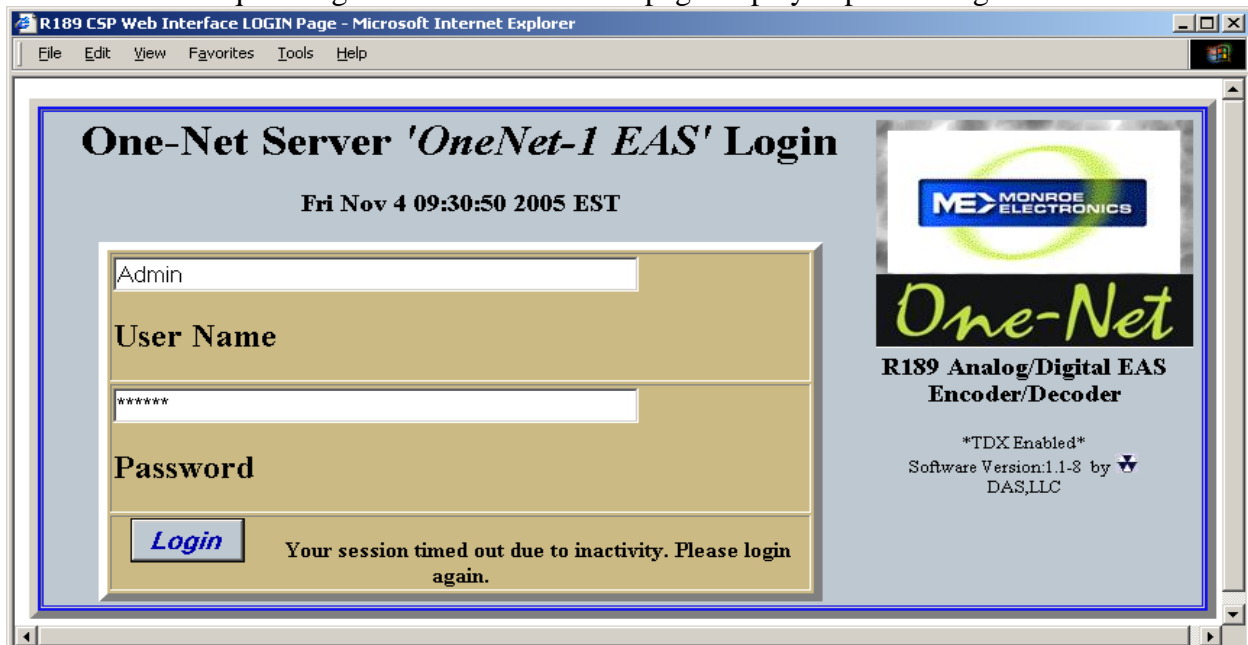 R189 CSP Web Interface LOGIN Page - Microsoft Internet Explorer
File Edit View Favorites Tools Help
One-Net Server 'OneNet-1 EAS' Login
Fri Nov 4 09:30:50 2005 EST
Admin
User Name
******
Password
Login
Your session timed out due to inactivity. Please login
again.
ME MONROE
ELECTRONICS
One-Net
R189 Analog/Digital EAS
Encoder/Decoder
*TDX Enabled*
Software Version:1.1-8 by
DAS,LLC